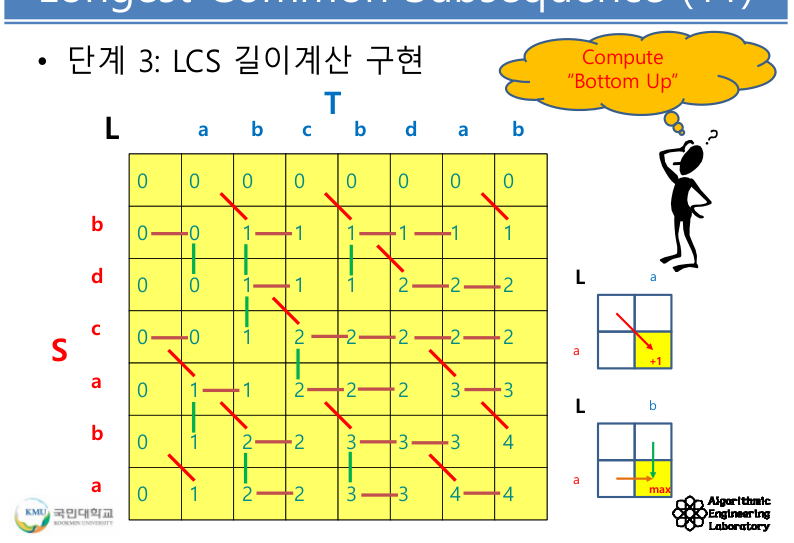 Longest Common Subsequence (11)
• 단계 3: LCS 길이계산 구현
Compute
“Bottom Up”
T
L a b c b d a b
0 0 0 0 0 0 0 0
b 0 0 1 1 1 1 1 1
d 0 0 1 1 1 2 2 2
c 0 0 1 2 2 2 2 2
S
a 0 1 1 2 2 2 3 3
b 0 1 2 2 3 3 3 4
a 0 1 2 2 3 3 4 4
?
L a
a +1
L b
a max
KMU 국민대학교
KOOKMIN UNIVERSITY
Algorithmic
Engineering
Laboratory